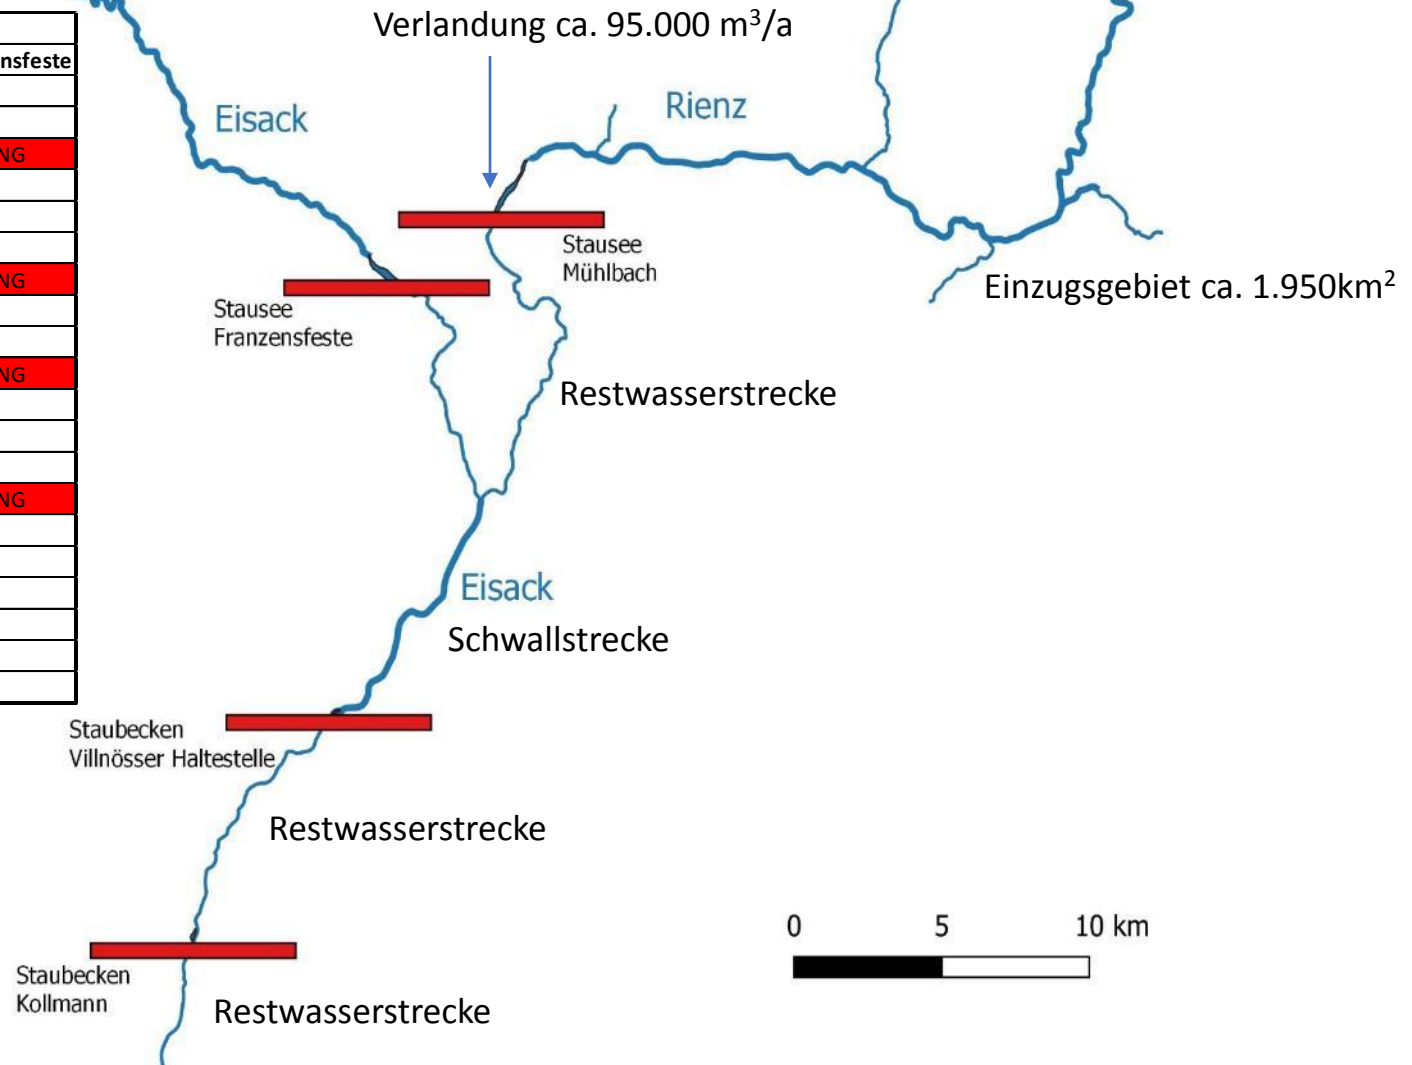 Verlandung ca. 95.000 m³/a
nsfeste
Eisack
Rienz
NG
Stausee
Mühlbach
NG
Einzugsgebiet ca. 1.950km²
Stausee
Franzensfeste
NG
Restwasserstrecke
NG
Eisack
Schwallstrecke
Staubecken
Villnösser Haltestelle
Restwasserstrecke
0 5 10 km
Staubecken
Kollmann
Restwasserstrecke